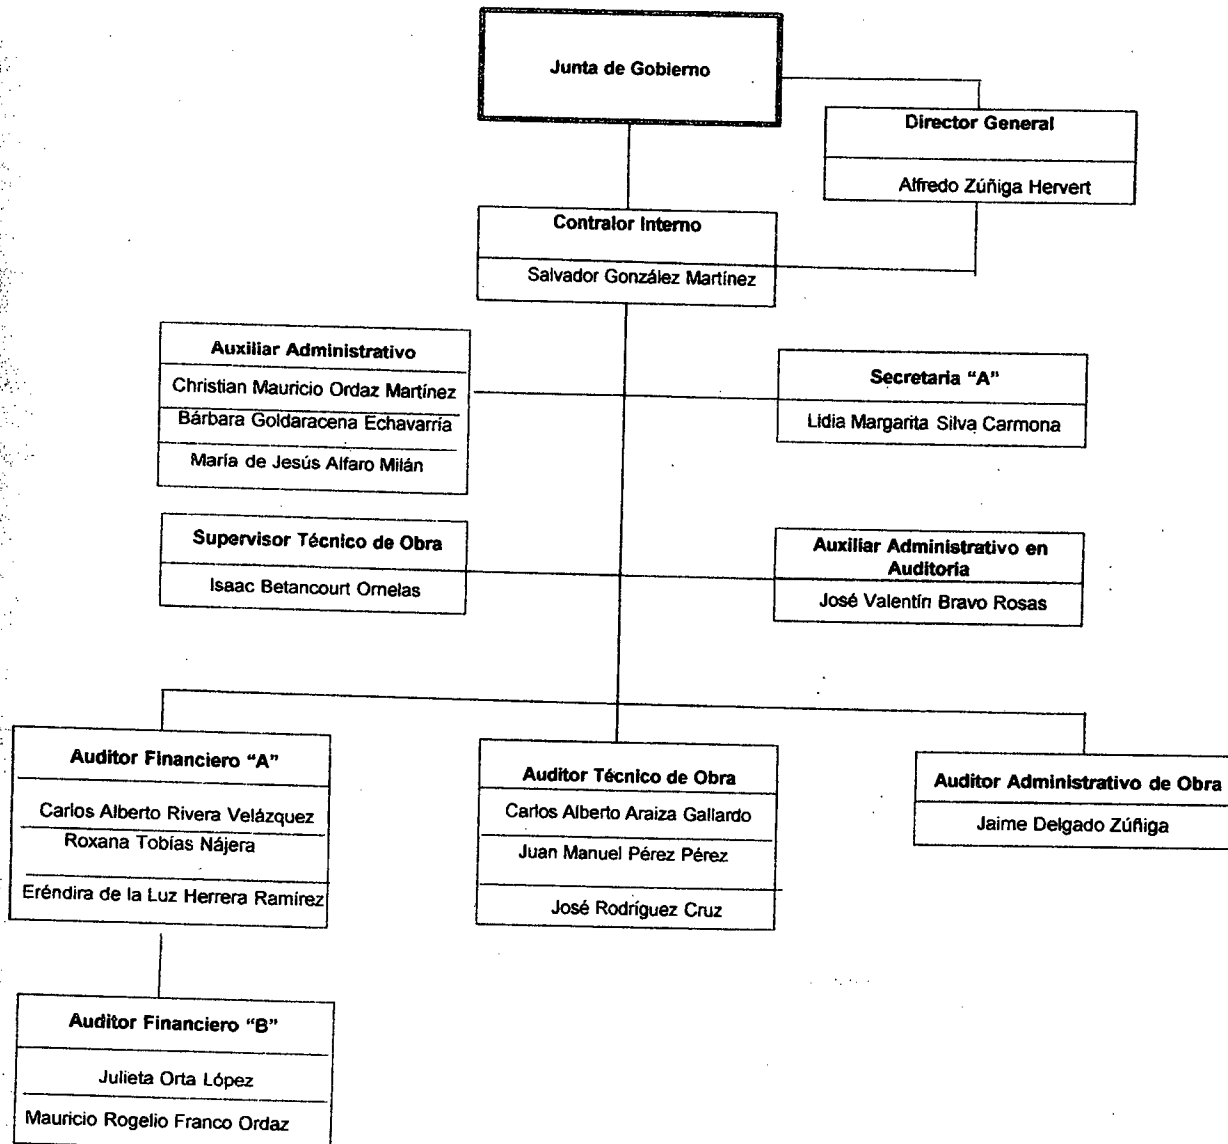 Junta de Gobierno
Director General
Alfredo Zúñiga Hervert
Contralor Interno
Salvador González Martínez
Auxiliar Administrativo
Christian Mauricio Ordaz Martínez
Bárbara Goldaracena Echavarría
María de Jesús Alfaro Milán
Secretaria "A"
Lidia Margarita Silva Carmona
Supervisor Técnico de Obra
Isaac Betancourt Ornelas
Auxiliar Administrativo en
Auditoría
José Valentín Bravo Rosas
Auditor Financiero "A"
Carlos Alberto Rivera Velázquez
Roxana Tobías Nájera
Eréndira de la Luz Herrera Ramírez
Auditor Técnico de Obra
Carlos Alberto Araiza Gallardo
Juan Manuel Pérez Pérez
José Rodríguez Cruz
Auditor Administrativo de Obra
Jaime Delgado Zúñiga
Auditor Financiero "B"
Julieta Orta López
Mauricio Rogelio Franco Ordaz